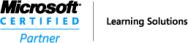 Microsoft
CERTIFIED
Partner
Learning Solutions